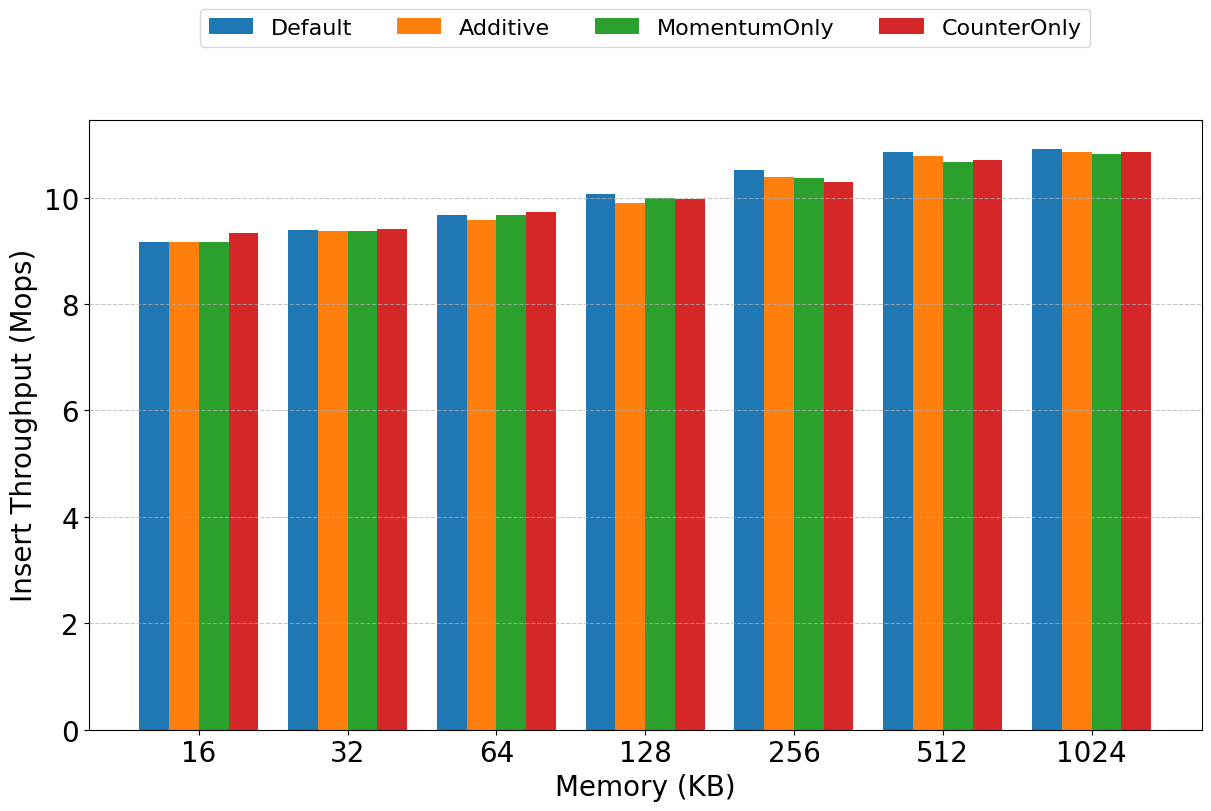 Default Additive MomentumOnly CounterOnly
Insert Throughput (Mops)
10
8
6
4
2
0
16 32 64 128 256 512 1024
Memory (KB)